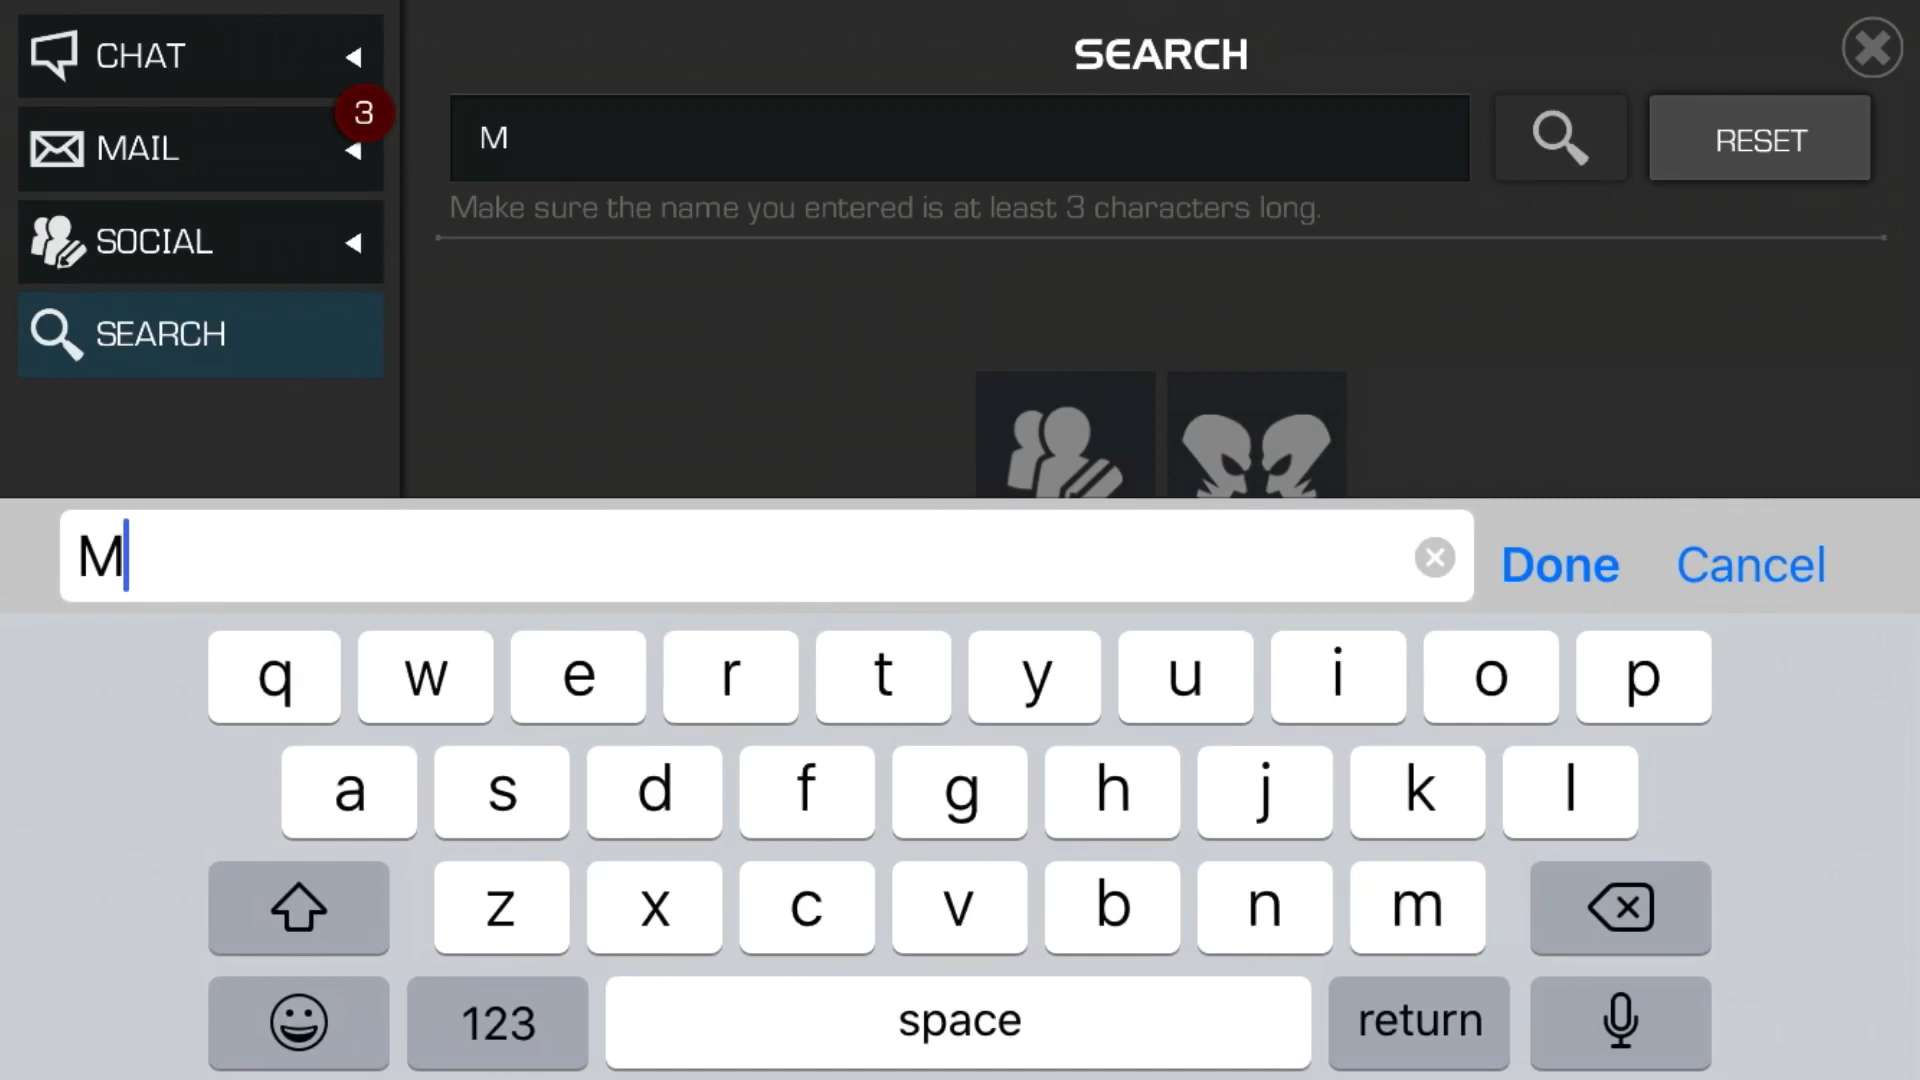 CHAT
3
MAIL
SOCIAL
SEARCH
SEARCH
M
RESET
Make sure the name you entered is at least 3 characters long.
M
Done
Cancel
q w e r t y u i o p
a s d f g h j k l
z x c v b n m
123
space
return